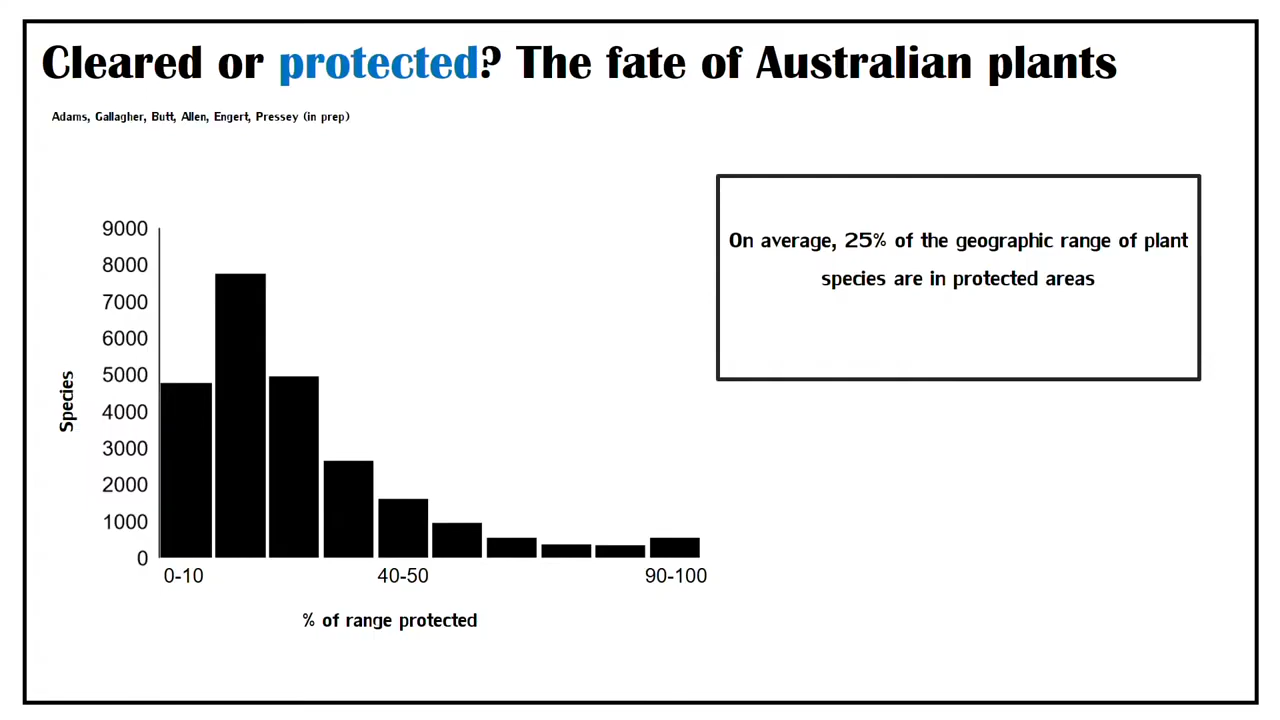 Cleared or protected? The fate of Australian plants
Adams, Gallagher, Butt, Allen, Engert, Pressey (in prep)
On average, 25% of the geographic range of plant
species are in protected areas
9000
8000
7000
6000
5000
4000
3000
2000
1000
0
Species
0-10
40-50
90-100
% of range protected